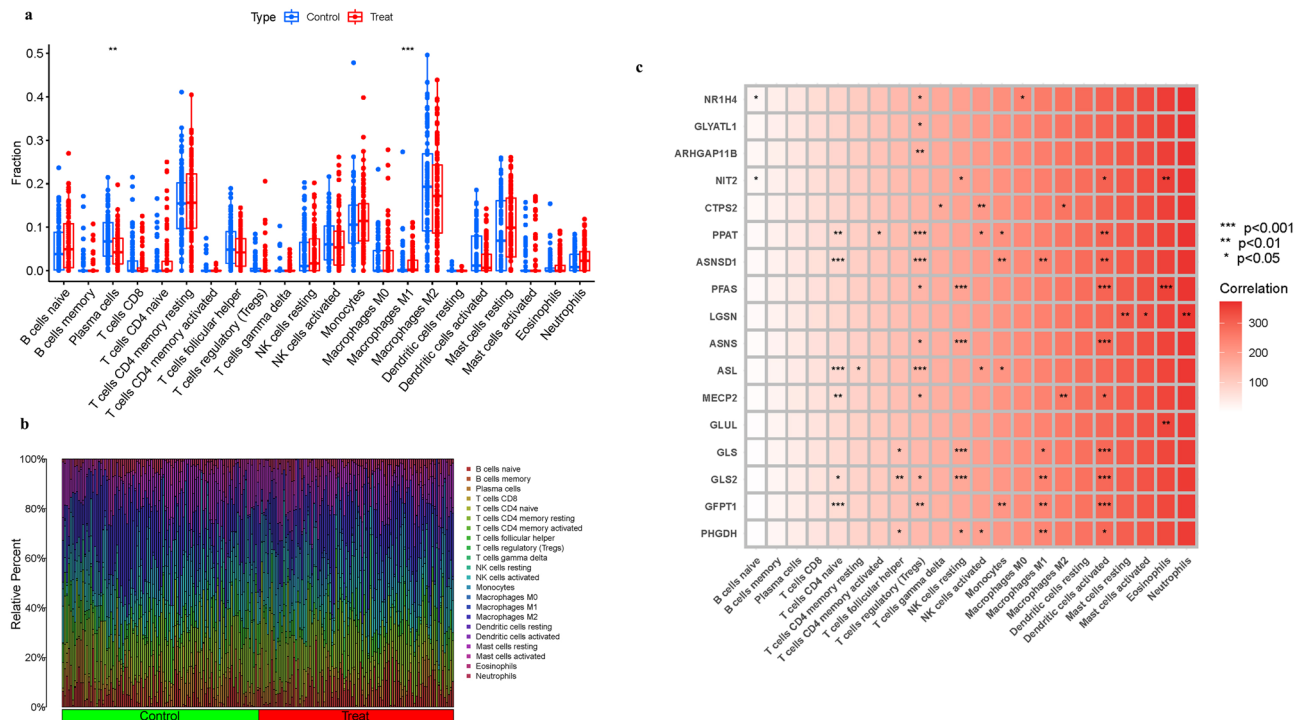 a
Type Control Treat
** ***
0.5
0.4
0.3
0.2
0.1
0.0
Fraction
B cells naive
B cells memory
Plasma cells
T cells CD8
T cells CD4 naive
T cells CD4 memory resting
T cells CD4 memory activated
T cells follicular helper
T cells regulatory (Tregs)
T cells gamma delta
NK cells resting
NK cells activated
Monocytes
Macrophages M0
Macrophages M1
Macrophages M2
Dendritic cells resting
Dendritic cells activated
Mast cells resting
Mast cells activated
Eosinophils
Neutrophils
b
100%
80%
60%
40%
20%
0%
Relative Percent
Control Treat
B cells naive
B cells memory
Plasma cells
T cells CD8
T cells CD4 naive
T cells CD4 memory resting
T cells CD4 memory activated
T cells follicular helper
T cells regulatory (Tregs)
T cells gamma delta
NK cells resting
NK cells activated
Monocytes
Macrophages M0
Macrophages M1
Macrophages M2
Dendritic cells resting
Dendritic cells activated
Mast cells resting
Mast cells activated
Eosinophils
Neutrophils
c
NR1H4 * * *
GLYATL1 *
ARHGAP11B **
NIT2 * * * **
CTPS2 * ** *
PPAT ** * *** * * **
ASNSD1 *** *** ** ** **
PFAS * *** *** ***
LGSN ** * **
ASNS * *** ***
ASL *** * *** * *
MECP2 ** * ** *
GLUL **
GLS * *** * ***
GLS2 * ** * *** ** ***
GFPT1 *** ** ** ** ***
PHGDH * * * ** *
B cells naive
B cells memory
Plasma cells
T cells CD8
T cells CD4 naive
T cells CD4 memory resting
T cells CD4 memory activated
T cells follicular helper
T cells regulatory (Tregs)
T cells gamma delta
NK cells resting
NK cells activated
Monocytes
Macrophages M0
Macrophages M1
Macrophages M2
Dendritic cells resting
Dendritic cells activated
Mast cells resting
Mast cells activated
Eosinophils
Neutrophils
*** p<0.001
** p<0.01
* p<0.05
Correlation
300
200
100